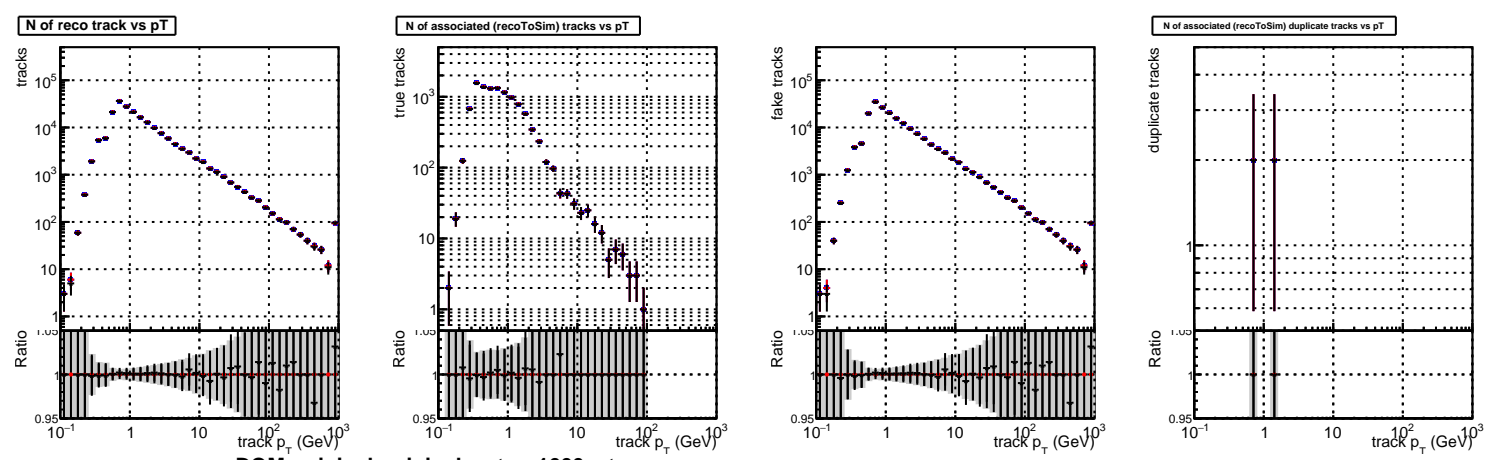 N of reco track vs pT
tracks
10^5
10^4
10^3
10^2
10
1
Ratio
1.05
1
0.95
10^-1 1 10 10^2 10^3
track p_T (GeV)
N of associated (recoToSim) tracks vs pT
true tracks
10^3
10^2
10
1
Ratio
1.05
1
0.95
10^-1 1 10 10^2 10^3
track p_T (GeV)
fake tracks
10^5
10^4
10^3
10^2
10
1
Ratio
1.05
1
0.95
10^-1 1 10 10^2 10^3
track p_T (GeV)
N of associated (recoToSim) duplicate tracks vs pT
duplicate tracks
1
Ratio
1.05
1
0.95
10^-1 1 10 10^2 10^3
track p_T (GeV)